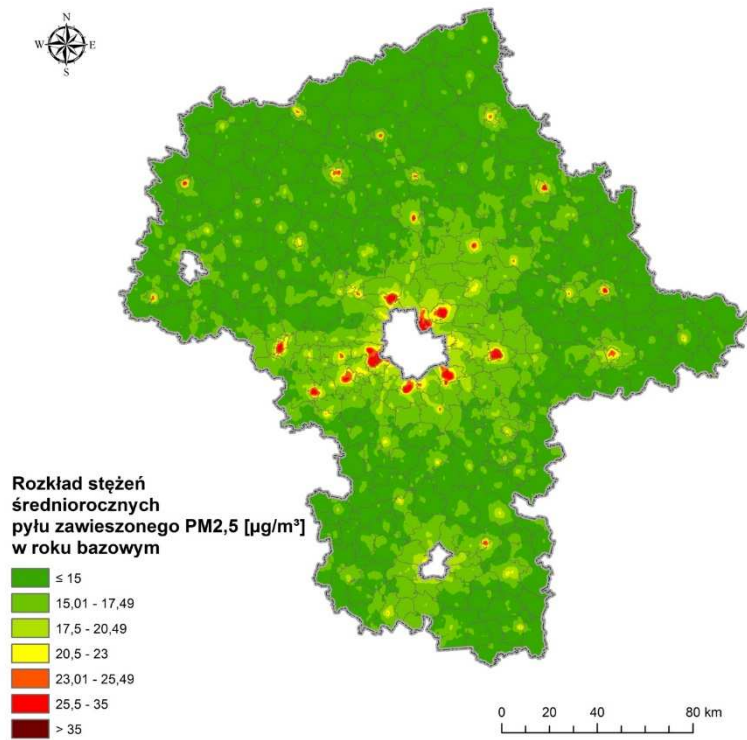 N
W E
S
Rozkład stężeń
średniorocznych
pyłu zawieszonego PM2,5 [µg/m³]
w roku bazowym
≤ 15
15,01 - 17,49
17,5 - 20,49
20,5 - 23
23,01 - 25,49
25,5 - 35
> 35
0 20 40 80 km